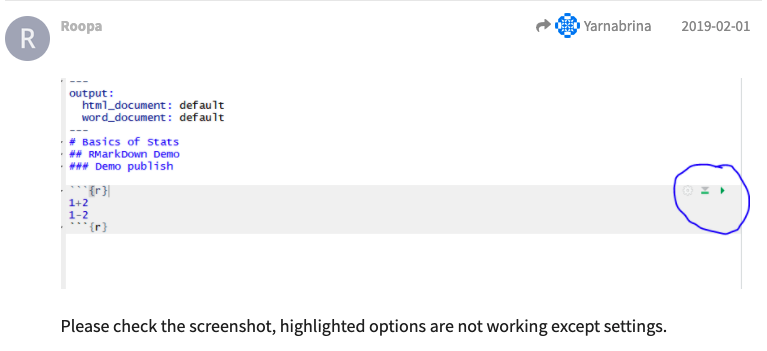 R
Roopa
Yarnabrina
2019-02-01
---
output:
  html_document: default
  word_document: default
---
# Basics of Stats
## RMarkDown Demo
### Demo publish
```{r}
1+2
1-2
```{r}
Please check the screenshot, highlighted options are not working except settings.